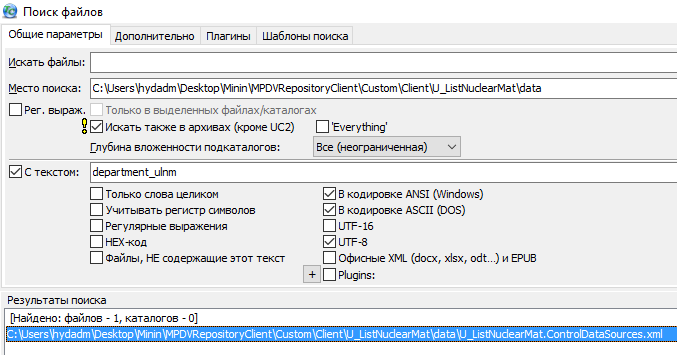 Поиск файлов
Общие параметры Дополнительно Плагины Шаблоны поиска
Искать файлы:
Место поиска: C:\Users\hydadm\Desktop\Minin\MPDVRepositoryClient\Custom\Client\U_ListNuclearMat\data
Рег. выраж. Только в выделенных файлах/каталогах
Искать также в архивах (кроме UC2) 'Everything'
Глубина вложенности подкаталогов: Все (неограниченная)
С текстом: department_ulnm
Только слова целиком В кодировке ANSI (Windows)
Учитывать регистр символов В кодировке ASCII (DOS)
Регулярные выражения UTF-16
HEX-код UTF-8
Файлы, НЕ содержащие этот текст Офисные XML (docx, xlsx, odt...) и EPUB
+ Plugins:
Результаты поиска
[Найдено: файлов - 1, каталогов - 0]
C:\Users\hydadm\Desktop\Minin\MPDVRepositoryClient\Custom\Client\U_ListNuclearMat\data\U_ListNuclearMat.ControlDataSources.xml